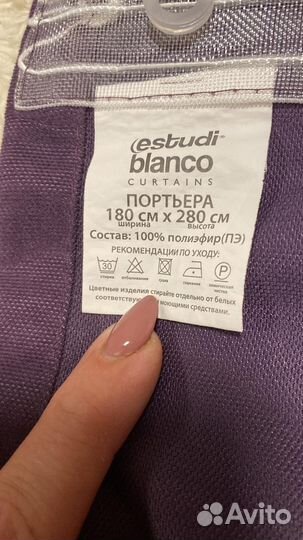 estudi
blanco
CURTAINS
ПОРТЬЕРА
180 см х 280 см
ширина высота
Состав: 100% полиэфир(ПЭ)
РЕКОМЕНДАЦИИ ПО УХОДУ:
30 P
стирка отбеливание сушка глажение химическая чистка
Цветные изделия стирайте отдельно от белых
соответствующими моющими средствами.
Avito